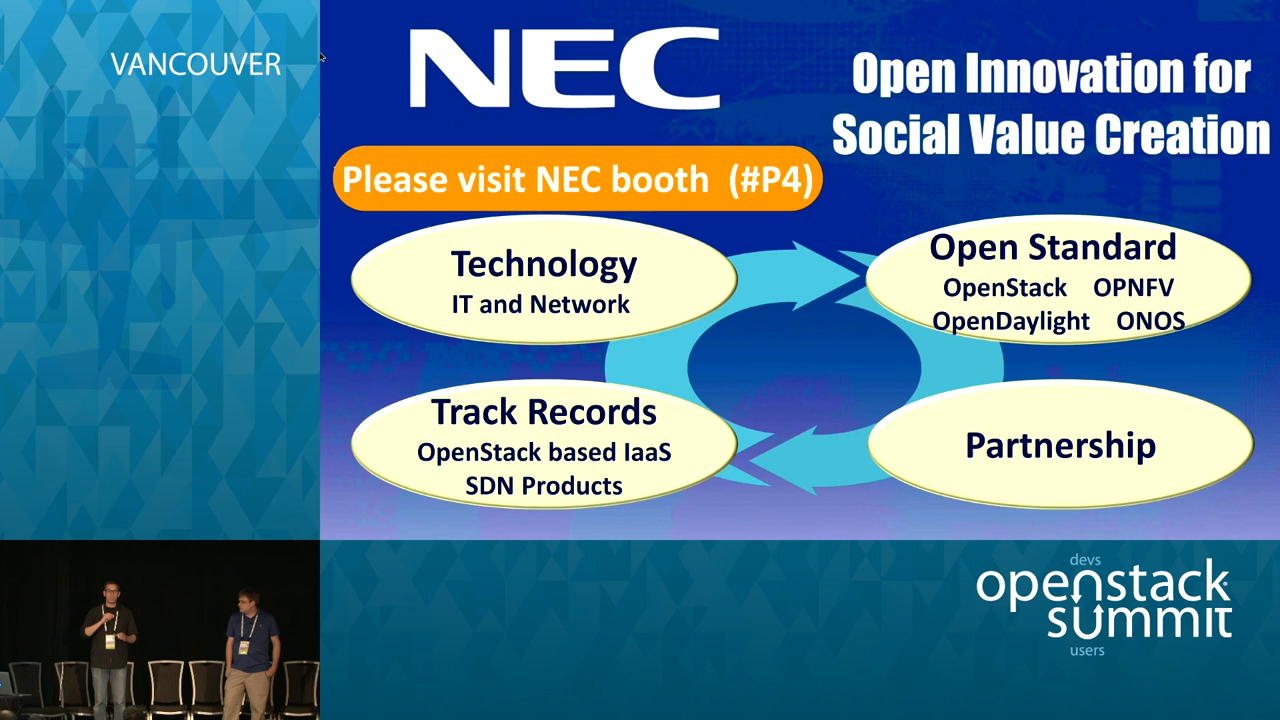 VANCOUVER
NEC
Open Innovation for
Social Value Creation
Please visit NEC booth (#P4)
Technology
IT and Network
Open Standard
OpenStack OPNFV
OpenDaylight ONOS
Track Records
OpenStack based IaaS
SDN Products
Partnership
devs
openstack
summit
users